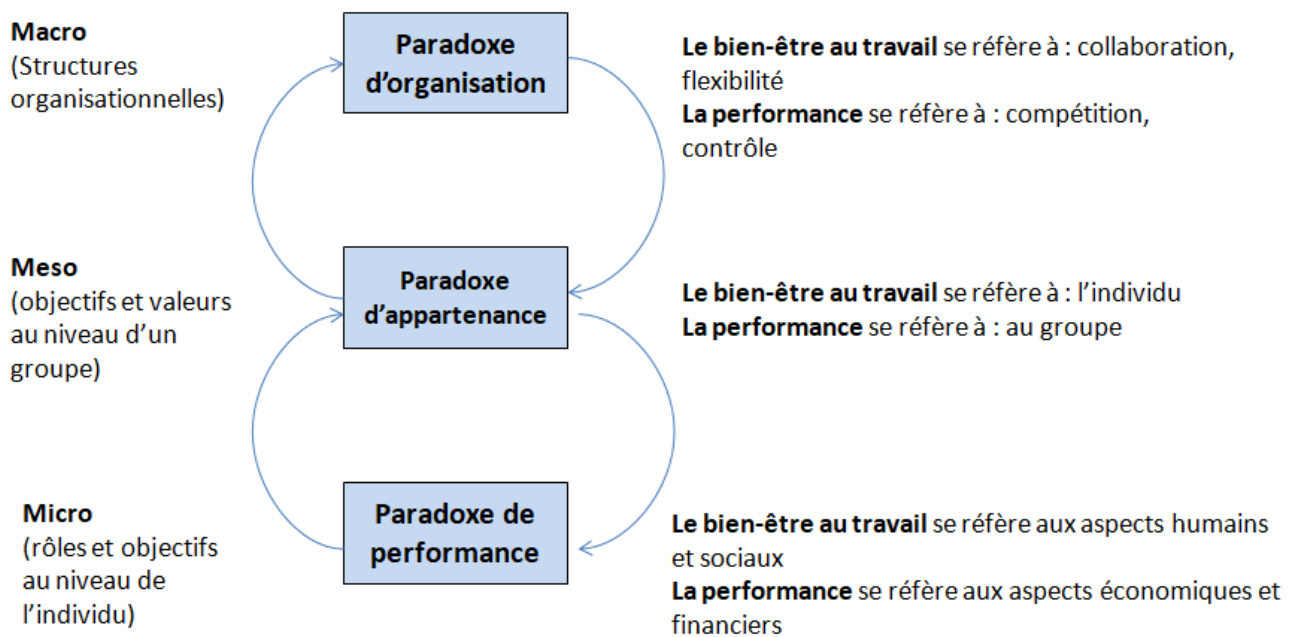 Macro
(Structures
organisationnelles)
Paradoxe
d'organisation
Le bien-être au travail se réfère à : collaboration,
flexibilité
La performance se réfère à : compétition,
contrôle
Meso
(objectifs et valeurs
au niveau d'un
groupe)
Paradoxe
d'appartenance
Le bien-être au travail se réfère à : l'individu
La performance se réfère à : au groupe
Micro
(rôles et objectifs
au niveau de
l'individu)
Paradoxe de
performance
Le bien-être au travail se réfère aux aspects humains
et sociaux
La performance se réfère aux aspects économiques et
financiers